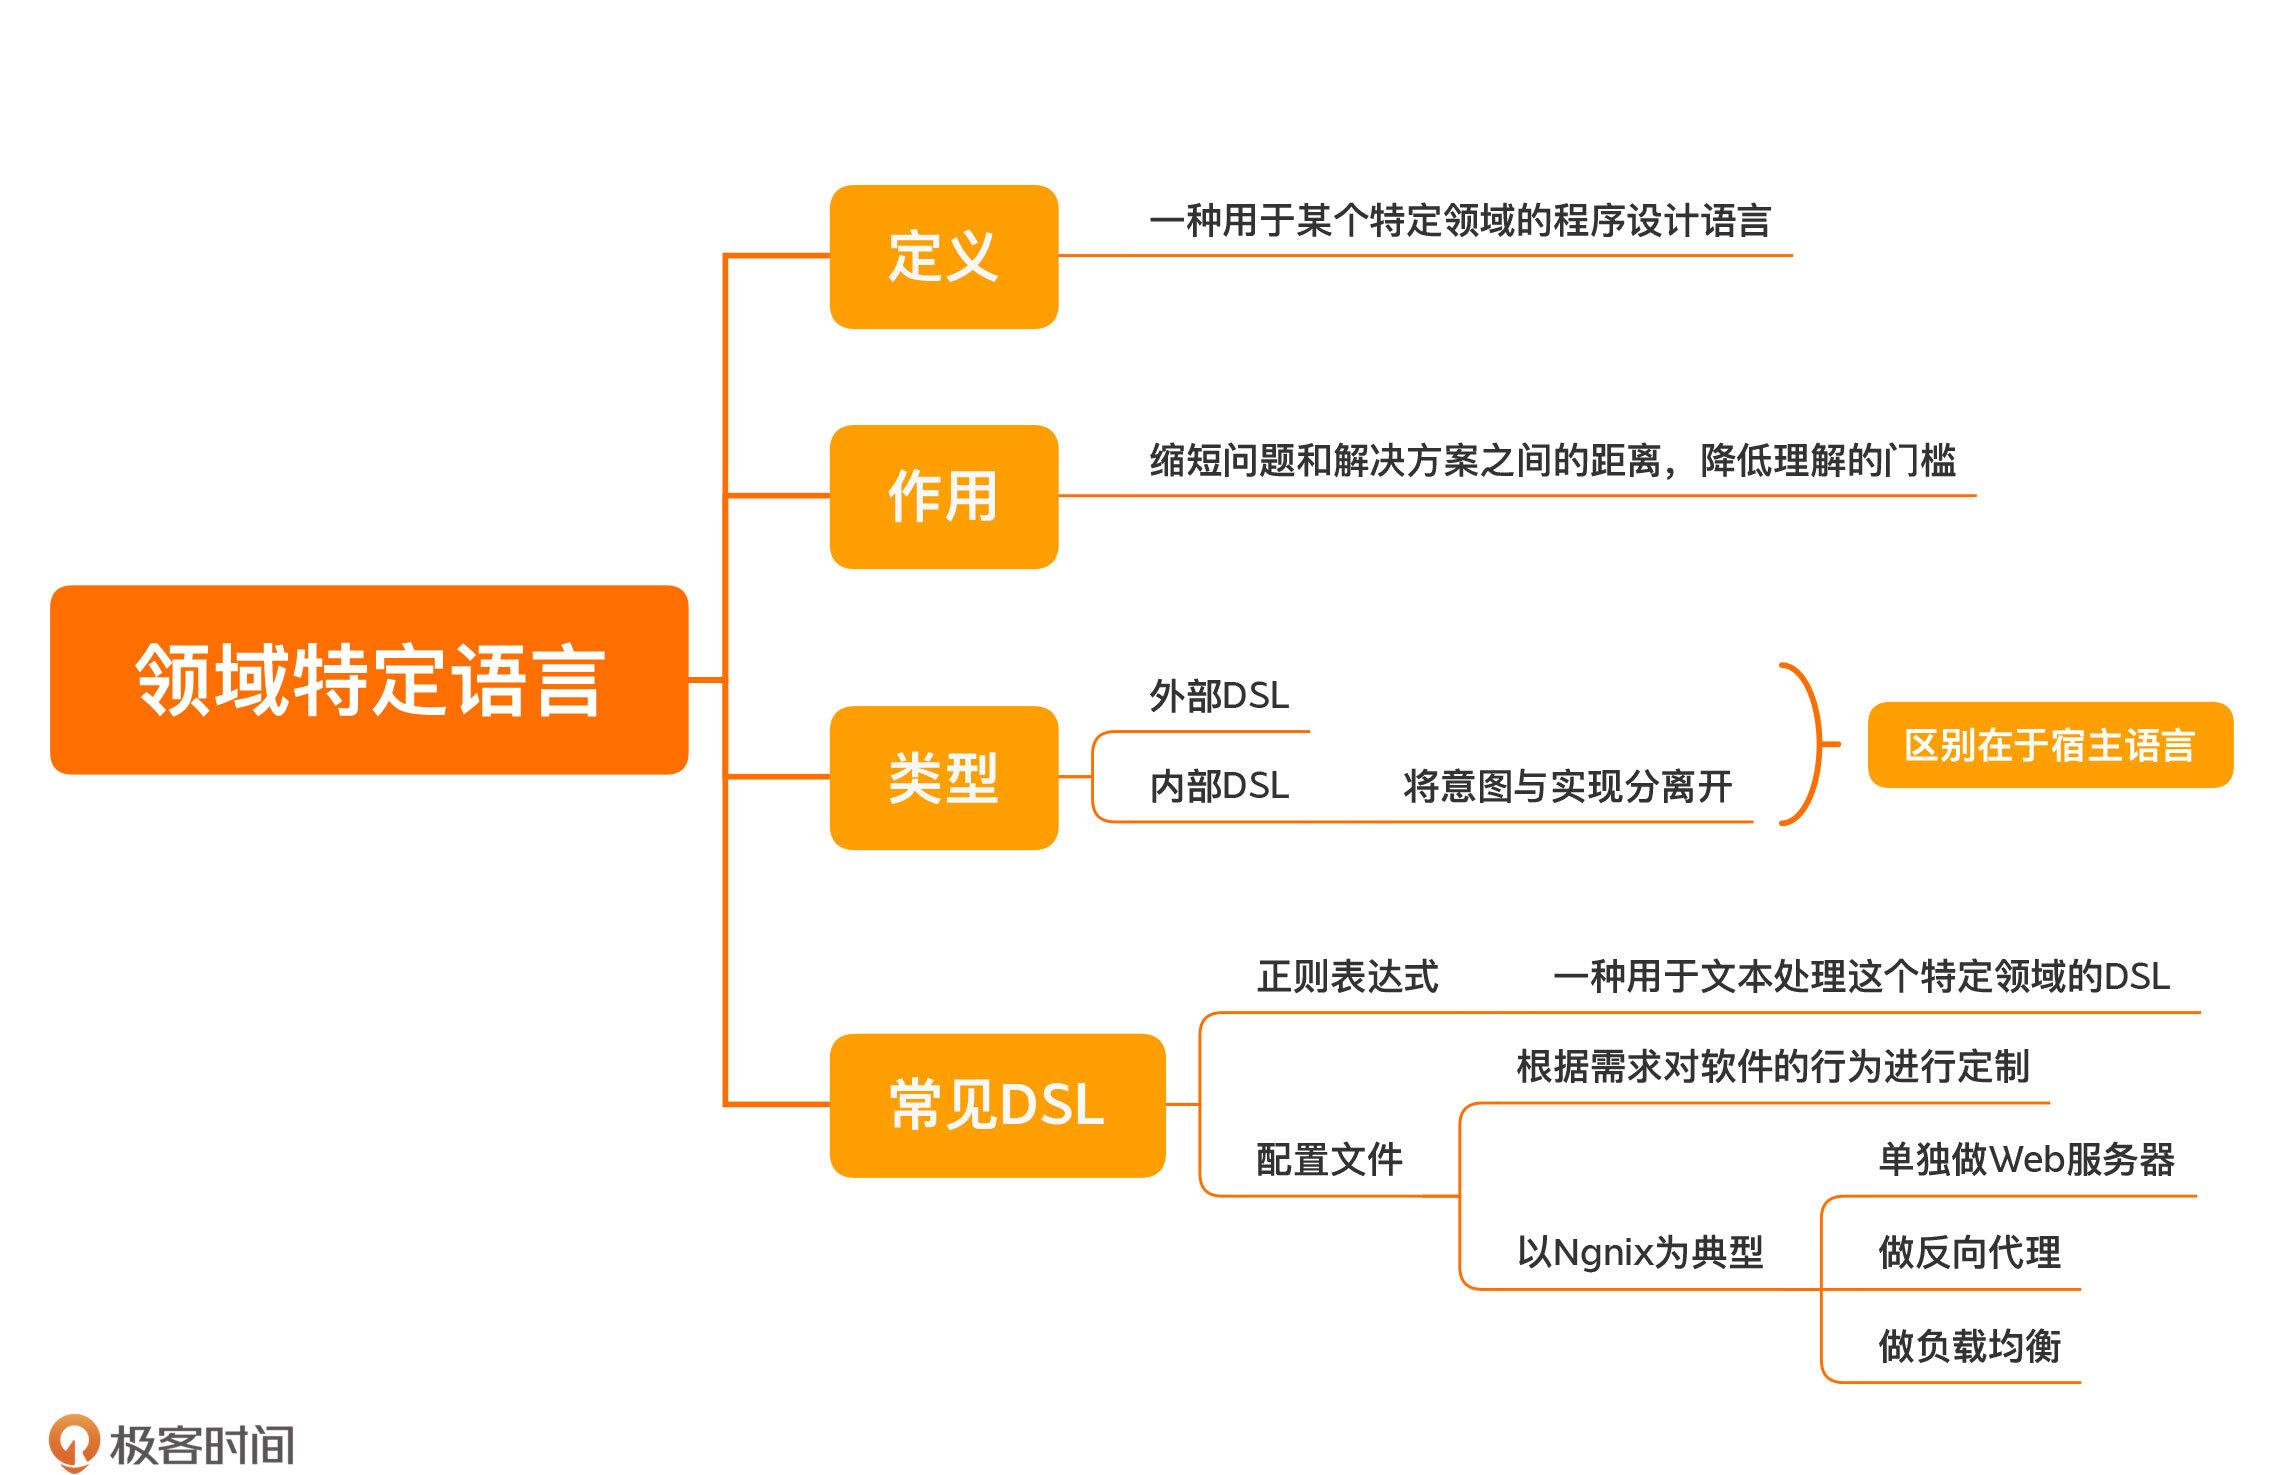 领域特定语言
定义
一种用于某个特定领域的程序设计语言
作用
缩短问题和解决方案之间的距离，降低理解的门槛
类型
外部DSL
内部DSL
将意图与实现分离开
区别在于宿主语言
常见DSL
正则表达式
一种用于文本处理这个特定领域的DSL
配置文件
根据需求对软件的行为进行定制
以Ngnix为典型
单独做Web服务器
做反向代理
做负载均衡
极客时间